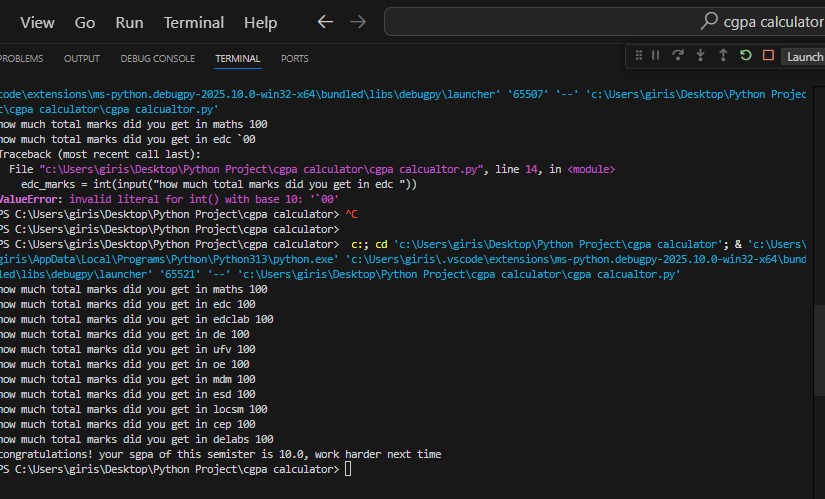 View Go Run Terminal Help cgpa calculator
PROBLEMS OUTPUT DEBUG CONSOLE TERMINAL PORTS Launch
code\extensions\ms-python.debugpy-2025.10.0-win32-x64\bundled\libs\debugpy\launcher' '65507' '--' 'c:\Users\giris\Desktop\Python Projec
t\cgpa calculator\cgpa calcualtor.py'
how much total marks did you get in maths 100
how much total marks did you get in edc `00
Traceback (most recent call last):
File "c:\Users\giris\Desktop\Python Project\cgpa calculator\cgpa calcualtor.py", line 14, in <module>
edc_marks = int(input("how much total marks did you get in edc "))
ValueError: invalid literal for int() with base 10: '`00'
PS C:\Users\giris\Desktop\Python Project\cgpa calculator> ^C
PS C:\Users\giris\Desktop\Python Project\cgpa calculator>
PS C:\Users\giris\Desktop\Python Project\cgpa calculator> c:; cd 'c:\Users\giris\Desktop\Python Project\cgpa calculator'; & 'c:\Users\
giris\AppData\Local\Programs\Python\Python313\python.exe' 'c:\Users\giris\.vscode\extensions\ms-python.debugpy-2025.10.0-win32-x64\bund
led\libs\debugpy\launcher' '65521' '--' 'c:\Users\giris\Desktop\Python Project\cgpa calculator\cgpa calcualtor.py'
how much total marks did you get in maths 100
how much total marks did you get in edc 100
how much total marks did you get in edclab 100
how much total marks did you get in de 100
how much total marks did you get in ufv 100
how much total marks did you get in oe 100
how much total marks did you get in mdm 100
how much total marks did you get in esd 100
how much total marks did you get in locsm 100
how much total marks did you get in cep 100
how much total marks did you get in delabs 100
congratulations! your sgpa of this semister is 10.0, work harder next time
PS C:\Users\giris\Desktop\Python Project\cgpa calculator>